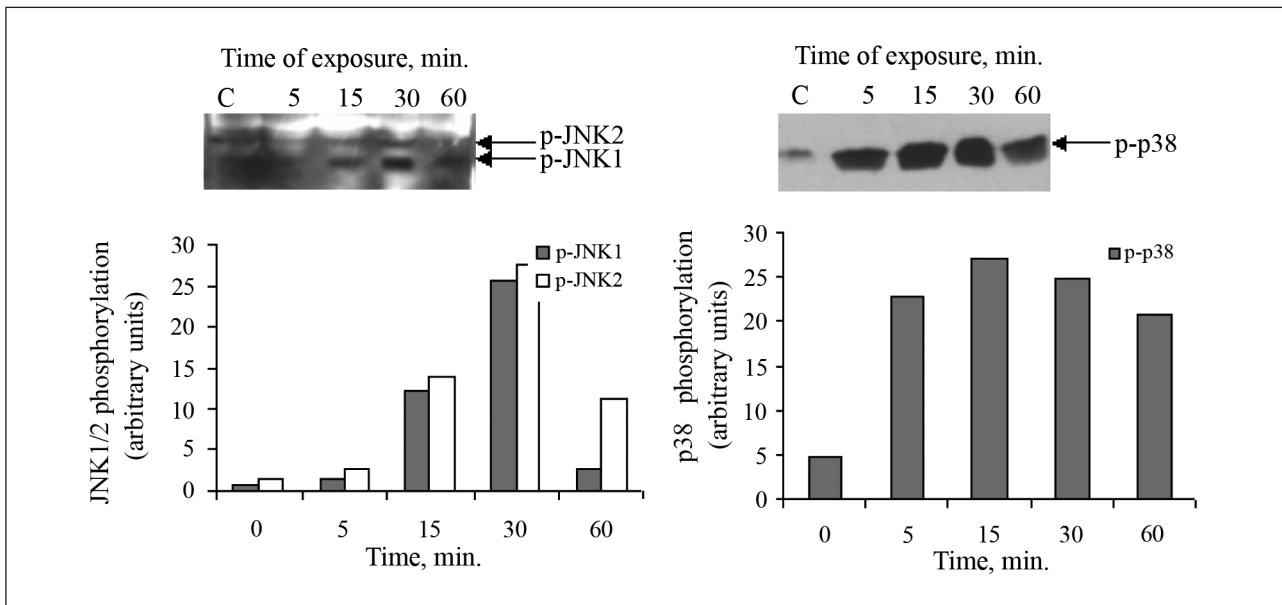 Time of exposure, min.
C 5 15 30 60
p-JNK2
p-JNK1
JNK1/2 phosphorylation
(arbitrary units)
30
25
20
15
10
5
0
p-JNK1
p-JNK2
0 5 15 30 60
Time, min.
Time of exposure, min.
C 5 15 30 60
p-p38
p38 phosphorylation
(arbitrary units)
30
25
20
15
10
5
0
p-p38
0 5 15 30 60
Time, min.